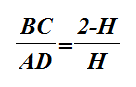 BC/AD = 2-H/H